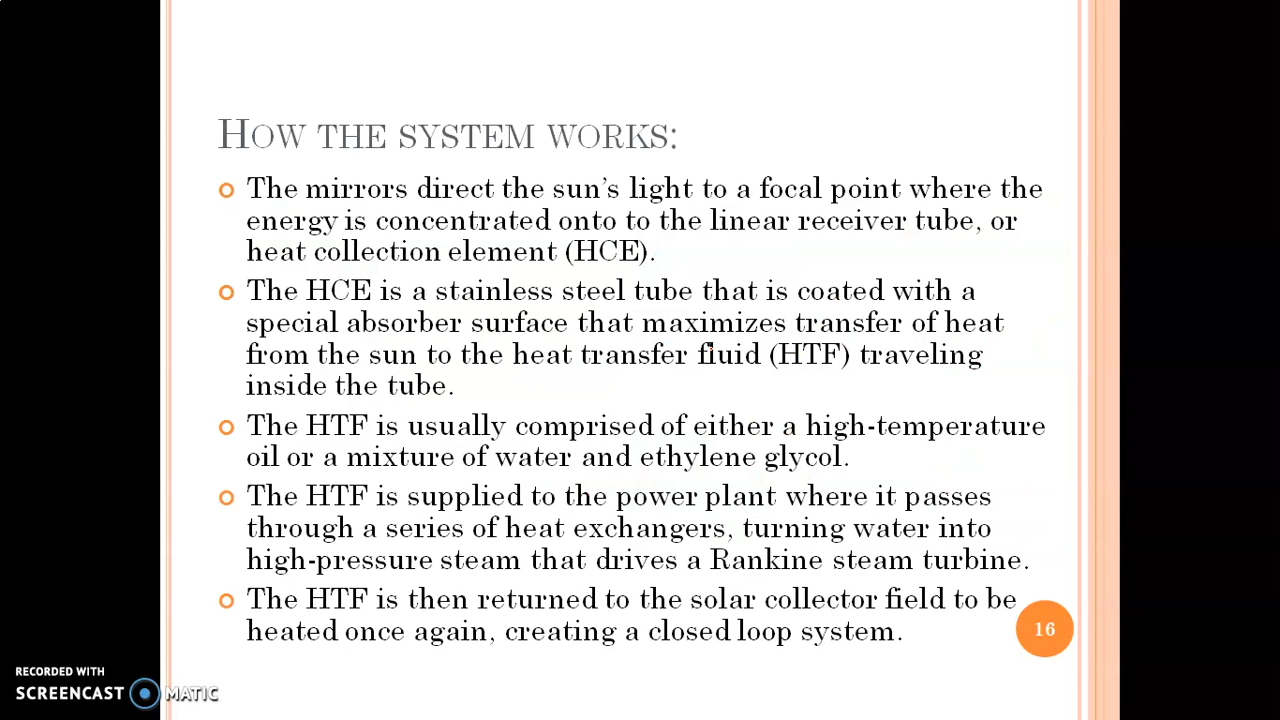 HOW THE SYSTEM WORKS:
The mirrors direct the sun's light to a focal point where the
energy is concentrated onto to the linear receiver tube, or
heat collection element (HCE).
The HCE is a stainless steel tube that is coated with a
special absorber surface that maximizes transfer of heat
from the sun to the heat transfer fluid (HTF) traveling
inside the tube.
The HTF is usually comprised of either a high-temperature
oil or a mixture of water and ethylene glycol.
The HTF is supplied to the power plant where it passes
through a series of heat exchangers, turning water into
high-pressure steam that drives a Rankine steam turbine.
The HTF is then returned to the solar collector field to be
heated once again, creating a closed loop system.
16
RECORDED WITH
SCREENCAST MATIC